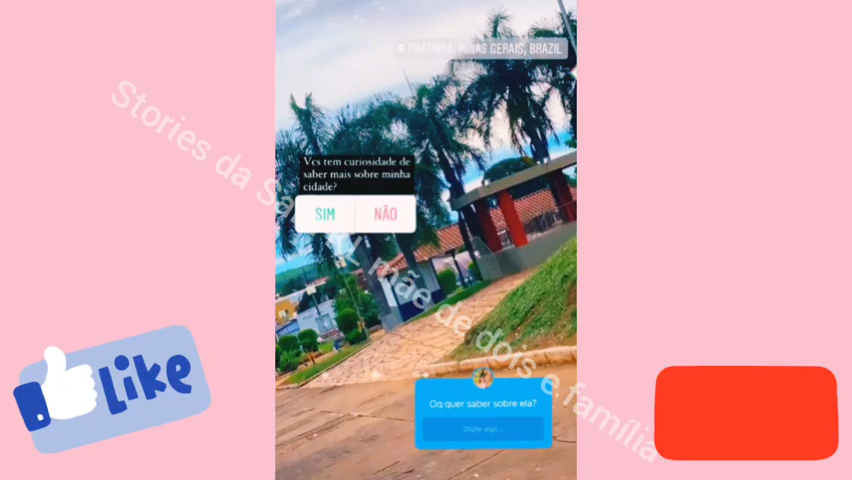 PRATINHA, MINAS GERAIS, BRAZIL
Vcs tem curiosidade de
saber mais sobre minha
cidade?
SIM NÃO
Stories da
mãe de dois e família
like
Oq quer saber sobre ela?
Digite algo...